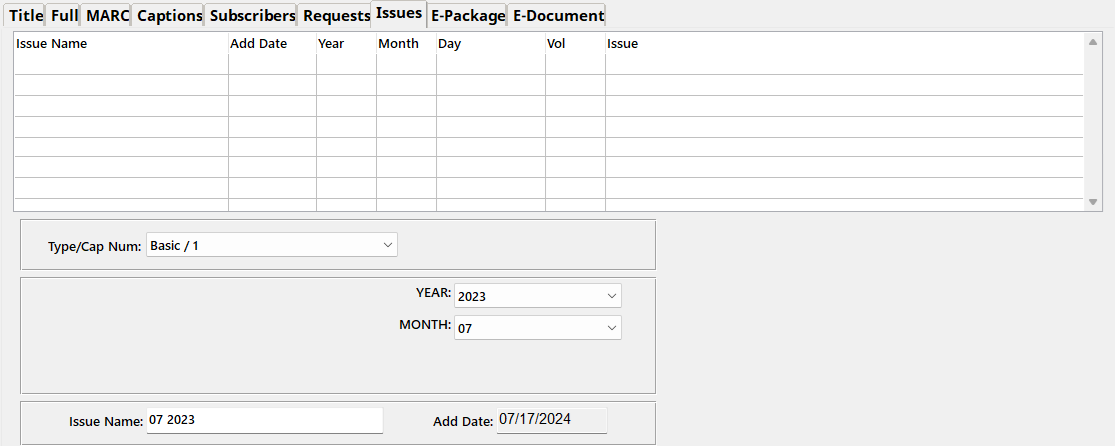 Title Full MARC Captions Subscribers Requests Issues E-Package E-Document
Issue Name Add Date Year Month Day Vol Issue
Type/Cap Num: Basic / 1
YEAR: 2023
MONTH: 07
Issue Name: 07 2023 Add Date: 07/17/2024